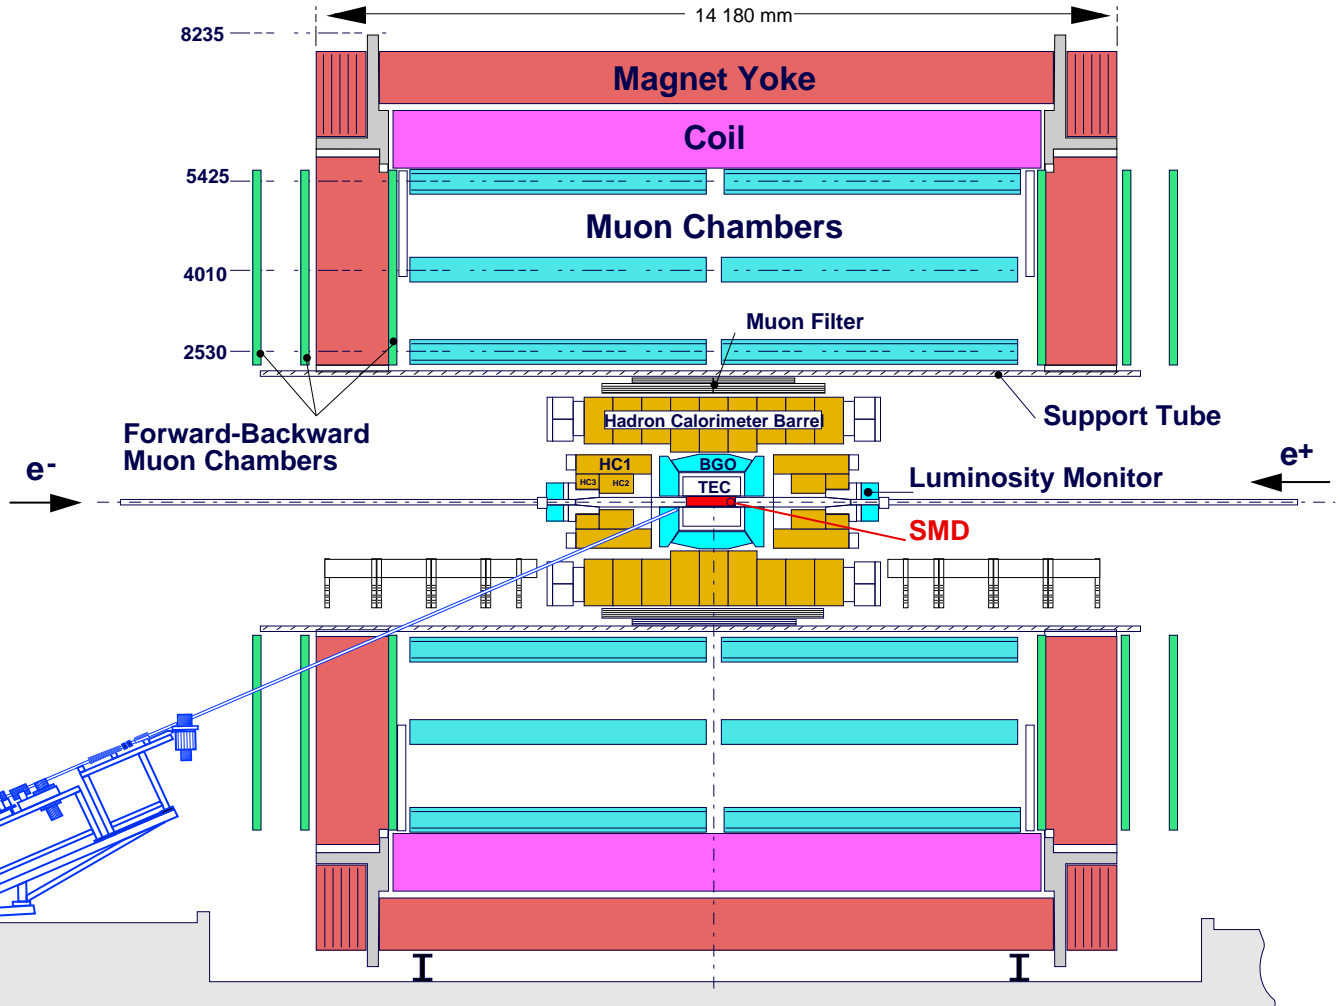 14 180 mm
8235
Magnet Yoke
Coil
5425
Muon Chambers
4010
Muon Filter
2530
Support Tube
Hadron Calorimeter Barrel
Forward-Backward
Muon Chambers
e-
e+
HC1
BGO
HC3
HC2
TEC
Luminosity Monitor
SMD